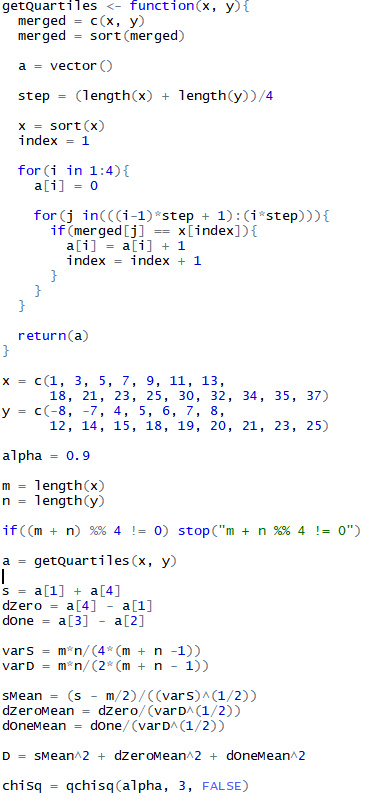 getQuartiles <- function(x, y){
  merged = c(x, y)
  merged = sort(merged)

  a = vector()

  step = (length(x) + length(y))/4

  x = sort(x)
  index = 1

  for(i in 1:4){
    a[i] = 0

    for(j in(((i-1)*step + 1):(i*step))){
      if(merged[j] == x[index]){
        a[i] = a[i] + 1
        index = index + 1
      }
    }
  }

  return(a)
}

x = c(1, 3, 5, 7, 9, 11, 13,
      18, 21, 23, 25, 30, 32, 34, 35, 37)
y = c(-8, -7, 4, 5, 6, 7, 8,
      12, 14, 15, 18, 19, 20, 21, 23, 25)

alpha = 0.9

m = length(x)
n = length(y)

if((m + n) %% 4 != 0) stop("m + n %% 4 != 0")

a = getQuartiles(x, y)

s = a[1] + a[4]
dZero = a[4] - a[1]
dOne = a[3] - a[2]

varS = m*n/(4*(m + n -1))
varD = m*n/(2*(m + n - 1))

sMean = (s - m/2)/((varS)^(1/2))
dZeroMean = dZero/(varD^(1/2))
dOneMean = dOne/(varD^(1/2))

D = sMean^2 + dZeroMean^2 + dOneMean^2

chiSq = qchisq(alpha, 3, FALSE)